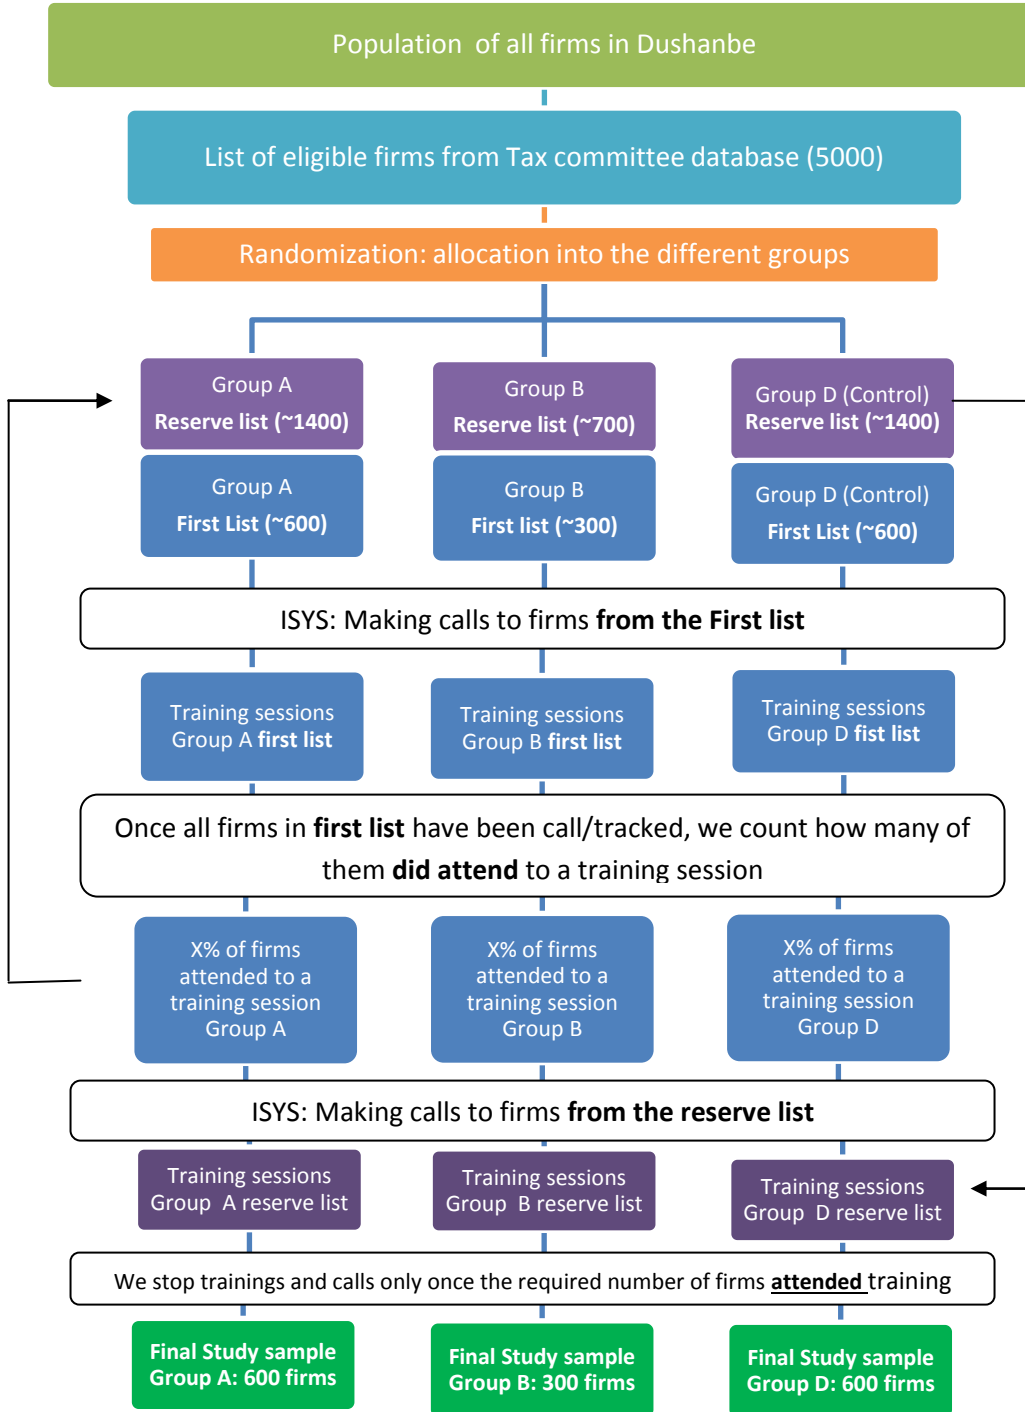 Population of all firms in Dushanbe
List of eligible firms from Tax committee database (5000)
Randomization: allocation into the different groups
Group A
Reserve list (~1400)
Group B
Reserve list (~700)
Group D (Control)
Reserve list (~1400)
Group A
First List (~600)
Group B
First list (~300)
Group D (Control)
First List (~600)
ISYS: Making calls to firms from the First list
Training sessions
Group A first list
Training sessions
Group B first list
Training sessions
Group D fist list
Once all firms in first list have been call/tracked, we count how many of
them did attend to a training session
X% of firms
attended to a
training session
Group A
X% of firms
attended to a
training session
Group B
X% of firms
attended to a
training session
Group D
ISYS: Making calls to firms from the reserve list
Training sessions
Group A reserve list
Training sessions
Group B reserve list
Training sessions
Group D reserve list
We stop trainings and calls only once the required number of firms attended training
Final Study sample
Group A: 600 firms
Final Study sample
Group B: 300 firms
Final Study sample
Group D: 600 firms